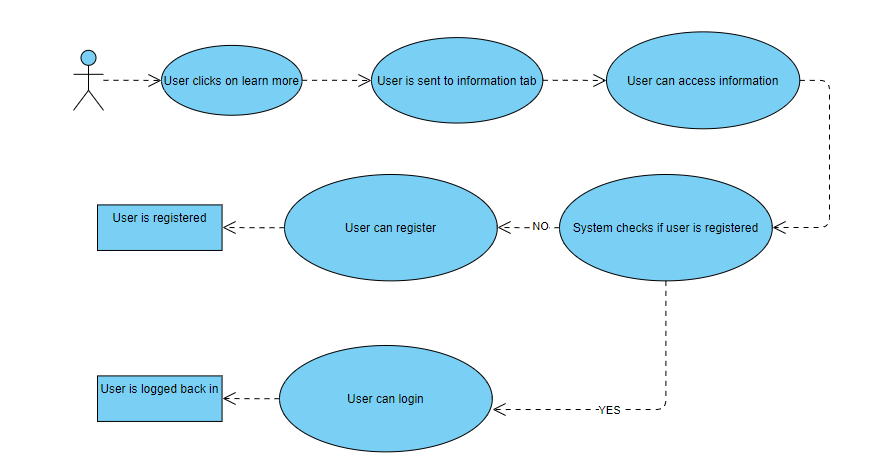 User clicks on learn more
User is sent to information tab
User can access information
User is registered
User can register
NO
System checks if user is registered
User is logged back in
User can login
YES